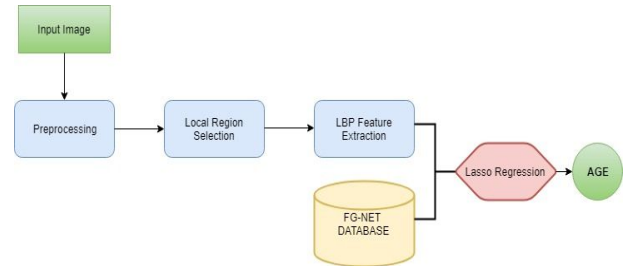 Input Image
Preprocessing
Local Region
Selection
LBP Feature
Extraction
FG-NET
DATABASE
Lasso Regression
AGE